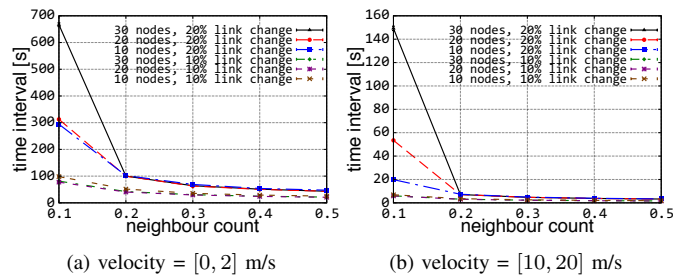 700
600
500
400
300
200
100
0
time interval [s]
30 nodes, 20% link change
20 nodes, 20% link change
10 nodes, 20% link change
30 nodes, 10% link change
20 nodes, 10% link change
10 nodes, 10% link change
0.1 0.2 0.3 0.4 0.5
neighbour count
(a) velocity = [0, 2] m/s
160
140
120
100
80
60
40
20
0
time interval [s]
30 nodes, 20% link change
20 nodes, 20% link change
10 nodes, 20% link change
30 nodes, 10% link change
20 nodes, 10% link change
10 nodes, 10% link change
0.1 0.2 0.3 0.4 0.5
neighbour count
(b) velocity = [10, 20] m/s